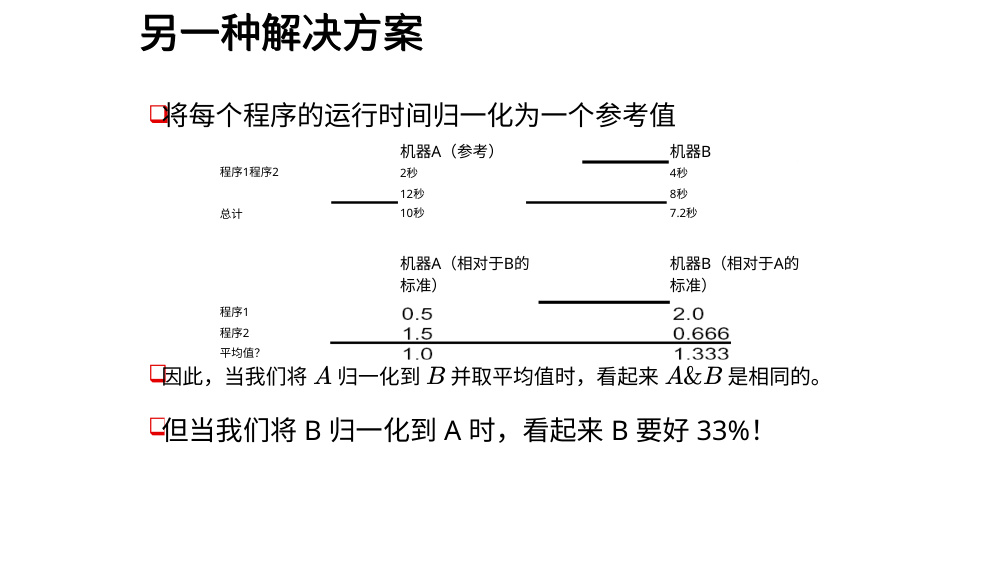 另一种解决方案
❑将每个程序的运行时间归一化为一个参考值
机器A（参考） 机器B
程序1程序2 2秒 4秒
12秒 8秒
总计 10秒 7.2秒
机器A（相对于B的 机器B（相对于A的
标准） 标准）
程序1 0.5 2.0
程序2 1.5 0.666
平均值？ 1.0 1.333
❑因此，当我们将 A 归一化到 B 并取平均值时，看起来 A&B 是相同的。
❑但当我们将 B 归一化到 A 时，看起来 B 要好 33%！